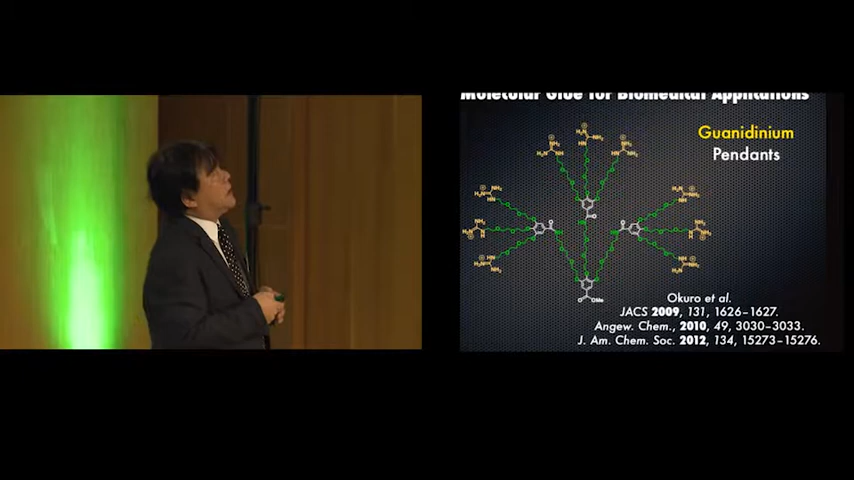 Molecular Glue for Biomedical Applications
Guanidinium
Pendants
Okuro et al.
JACS 2009, 131, 1626–1627.
Angew. Chem., 2010, 49, 3030–3033.
J. Am. Chem. Soc. 2012, 134, 15273–15276.